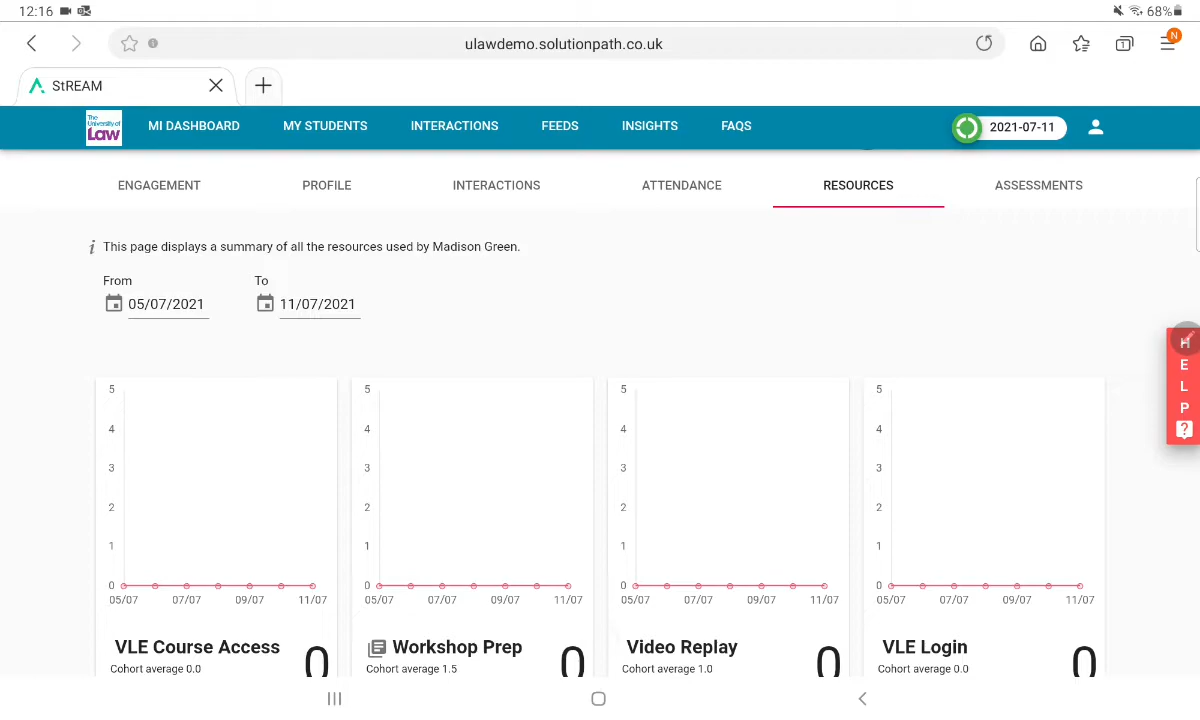 12:16 68%
ulawdemo.solutionpath.co.uk 1 N
StREAM
The University of Law MI DASHBOARD MY STUDENTS INTERACTIONS FEEDS INSIGHTS FAQS 2021-07-11
ENGAGEMENT PROFILE INTERACTIONS ATTENDANCE RESOURCES ASSESSMENTS
i This page displays a summary of all the resources used by Madison Green.
From To
05/07/2021 11/07/2021
HELP?
5 5 5 5
4 4 4 4
3 3 3 3
2 2 2 2
1 1 1 1
0 0 0 0
05/07 07/07 09/07 11/07 05/07 07/07 09/07 11/07 05/07 07/07 09/07 11/07 05/07 07/07 09/07 11/07
VLE Course Access 0 Workshop Prep 0 Video Replay 0 VLE Login 0
Cohort average 0.0 Cohort average 1.5 Cohort average 1.0 Cohort average 0.0